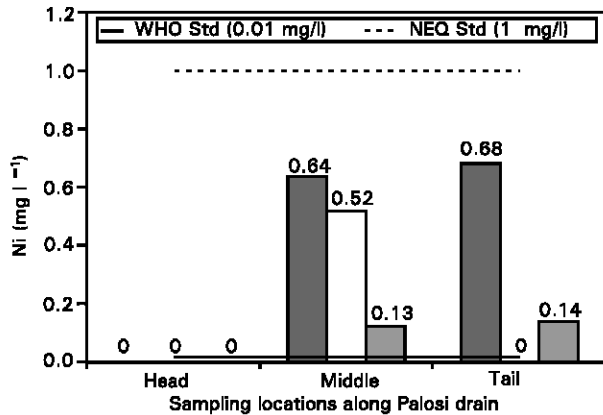 1.2
WHO Std (0.01 mg/l) NEQ Std (1 mg/l)
1.0
0.8
0.68
0.64
0.6
0.52
Ni (mg l⁻¹)
0.4
0.2
0.13
0.14
0 0 0
0
0.0
Head Middle Tail
Sampling locations along Palosi drain